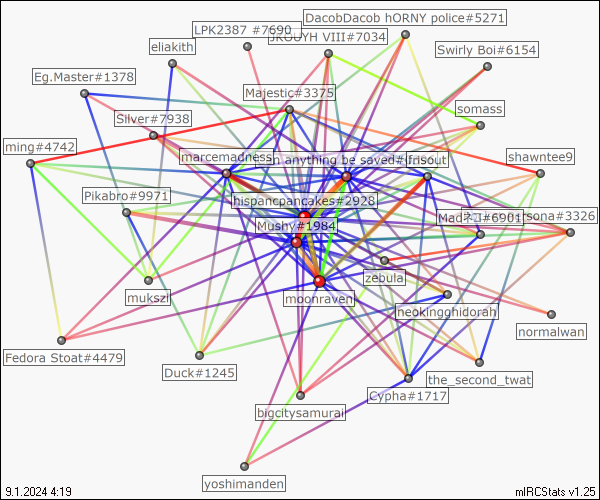 DacobDacob hORNY police#5271
LPK2387 #7690
JROUYH VIII#7034
eliakith
Swirly Boi#6154
Eg.Master#1378
Majestic#3375
somass
Silver#7938
ming#4742
marcemadness
n anything be saved#
frisout
shawntee9
Pikabro#9971
hispancpancakes#2928
Mushy#1984
#6901
sona#3326
zebula
mukszi
moonraven
neokingghidorah
normalwan
Fedora Stoat#4479
Duck#1245
the_second_twat
Cypha#1717
bigcitysamurai
yoshimanden
9.1.2024 4:19
mIRCStats v1.25